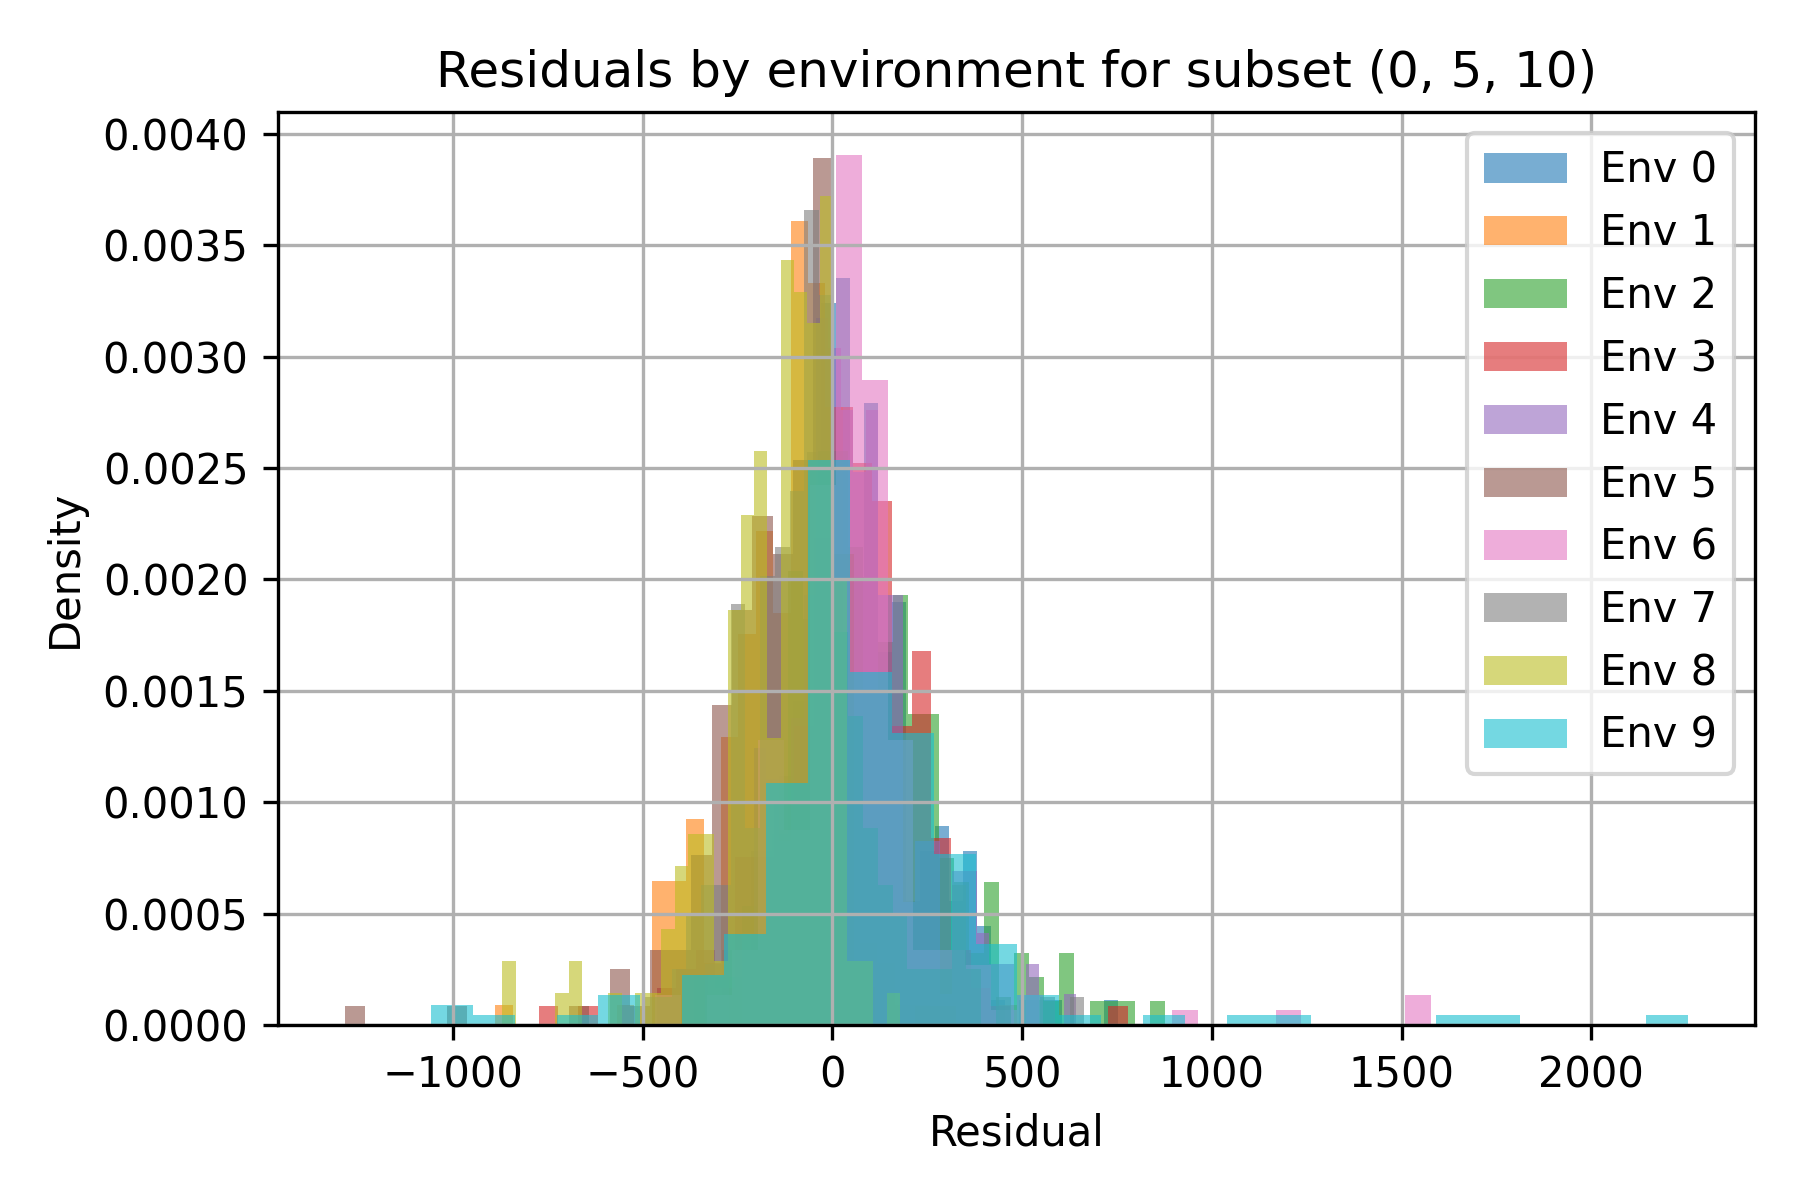 Residuals by environment for subset (0, 5, 10)
0.0040
0.0035
0.0030
0.0025
0.0020
0.0015
0.0010
0.0005
0.0000
Density
Env 0
Env 1
Env 2
Env 3
Env 4
Env 5
Env 6
Env 7
Env 8
Env 9
−1000
−500
0
500
1000
1500
2000
Residual